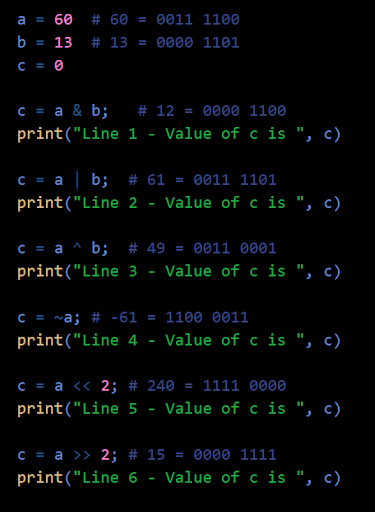 a = 60  # 60 = 0011 1100
b = 13  # 13 = 0000 1101
c = 0
c = a & b;   # 12 = 0000 1100
print("Line 1 - Value of c is ", c)
c = a | b;  # 61 = 0011 1101
print("Line 2 - Value of c is ", c)
c = a ^ b;  # 49 = 0011 0001
print("Line 3 - Value of c is ", c)
c = ~a; # -61 = 1100 0011
print("Line 4 - Value of c is ", c)
c = a << 2; # 240 = 1111 0000
print("Line 5 - Value of c is ", c)
c = a >> 2; # 15 = 0000 1111
print("Line 6 - Value of c is ", c)